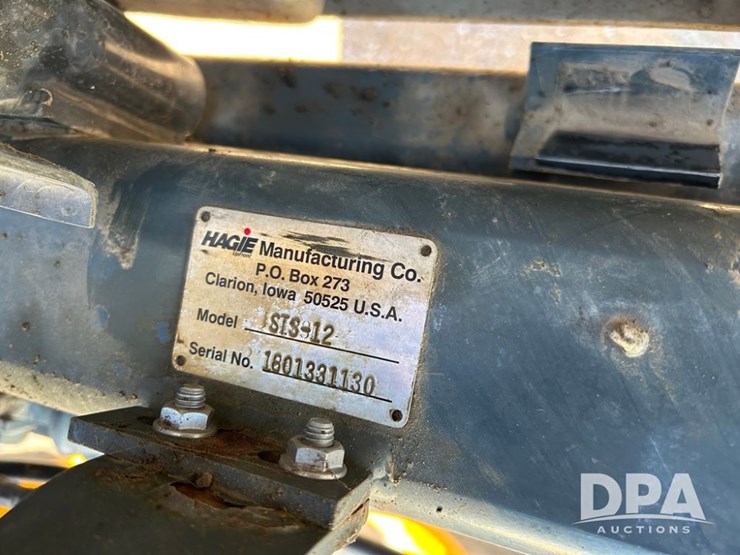 HAGIE Manufacturing Co.
P.O. Box 273
Clarion, Iowa 50525 U.S.A.
Model STS-12
Serial No. 1601331130
DPA
AUCTIONS